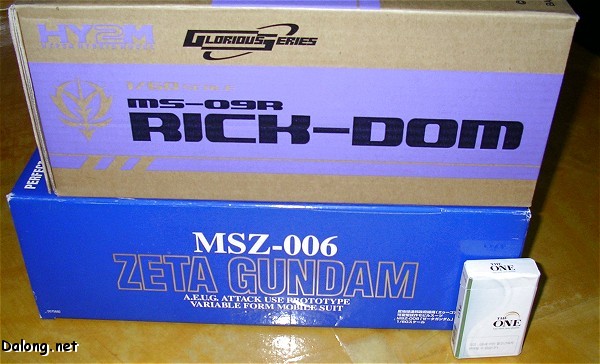 HY2M
GLORIOUS SERIES
MS-09R
RICK-DOM
PERFECT
MSZ-006
ZETA GUNDAM
A.E.U.G. ATTACK USE PROTOTYPE
VARIABLE FORM MOBILE SUIT
THE
ONE
THE
ONE
Dalong.net